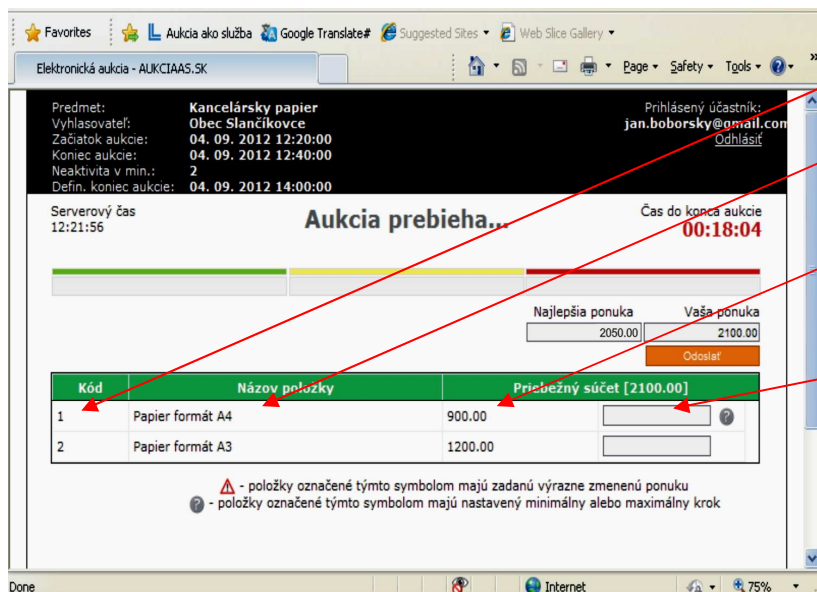 Favorites Aukcia ako služba Google Translate# Suggested Sites Web Slice Gallery
Elektronická aukcia - AUKCIAAS.SK Page Safety Tools »
Predmet: Kancelársky papier Prihlásený účastník:
Vyhlasovateľ: Obec Slančíkovce jan.boborsky@gmail.com
Začiatok aukcie: 04. 09. 2012 12:20:00 Odhlásiť
Koniec aukcie: 04. 09. 2012 12:40:00
Neaktivita v min.: 2
Defin. koniec aukcie: 04. 09. 2012 14:00:00
Serverový čas Aukcia prebieha... Čas do konca aukcie
12:21:56 00:18:04
Najlepšia ponuka Vaša ponuka
2050.00 2100.00
Odoslať
Kód Názov položky Priebežný súčet [2100.00]
1 Papier formát A4 900.00 ?
2 Papier formát A3 1200.00
- položky označené týmto symbolom majú zadanú výrazne zmenenú ponuku
? - položky označené týmto symbolom majú nastavený minimálny alebo maximálny krok
Done Internet 75%